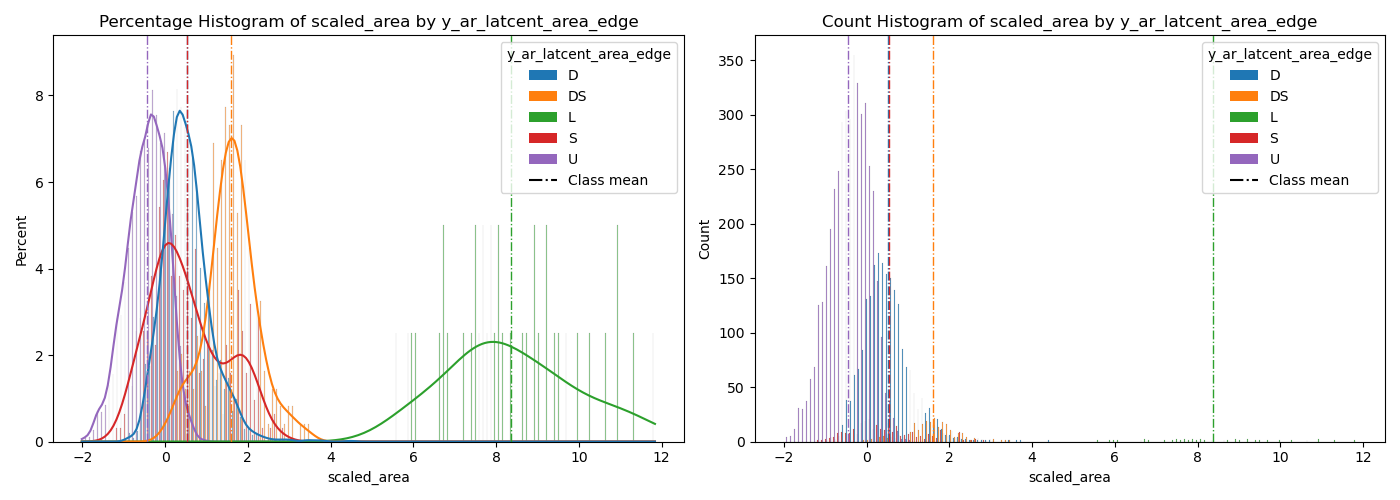 Percentage Histogram of scaled_area by y_ar_latcent_area_edge
Percent
0
2
4
6
8
−2
0
2
4
6
8
10
12
scaled_area
y_ar_latcent_area_edge
D
DS
L
S
U
Class mean
Count Histogram of scaled_area by y_ar_latcent_area_edge
Count
0
50
100
150
200
250
300
350
−2
0
2
4
6
8
10
12
scaled_area
y_ar_latcent_area_edge
D
DS
L
S
U
Class mean